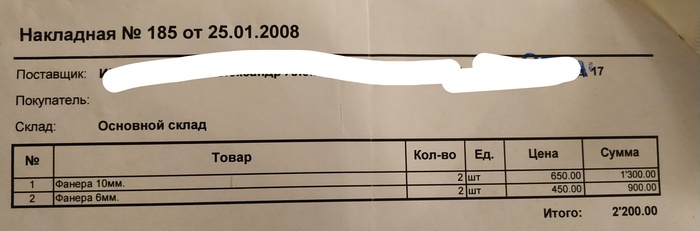 Накладная № 185 от 25.01.2008
Поставщик: 17
Покупатель:
Склад: Основной склад
№ Товар Кол-во Ед. Цена Сумма
1 Фанера 10мм. 2 шт 650.00 1'300.00
2 Фанера 6мм. 2 шт 450.00 900.00
Итого: 2'200.00